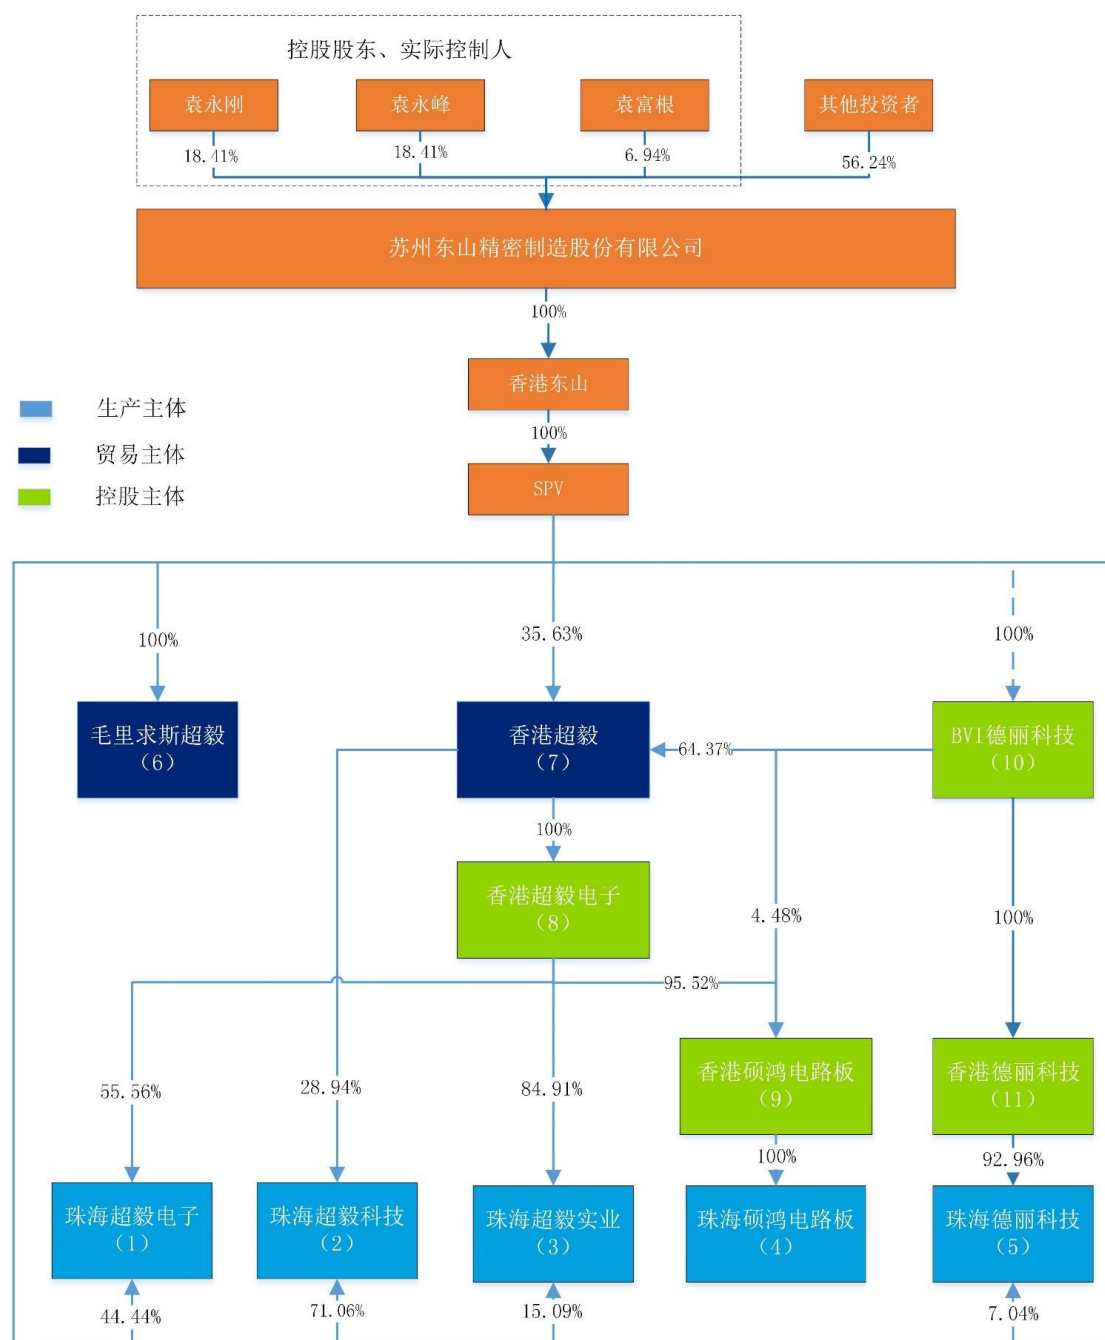 控股股东、实际控制人
袁永刚
袁永峰
袁富根
其他投资者
18.41%
18.41%
6.94%
56.24%
苏州东山精密制造股份有限公司
100%
香港东山
生产主体
100%
贸易主体
SPV
控股主体
100%
35.63%
100%
毛里求斯超毅
（6）
香港超毅
（7）
64.37%
BVI德丽科技
（10）
100%
香港超毅电子
（8）
4.48%
100%
95.52%
55.56%
28.94%
84.91%
香港硕鸿电路板
（9）
香港德丽科技
（11）
100%
92.96%
珠海超毅电子
（1）
珠海超毅科技
（2）
珠海超毅实业
（3）
珠海硕鸿电路板
（4）
珠海德丽科技
（5）
44.44%
71.06%
15.09%
7.04%